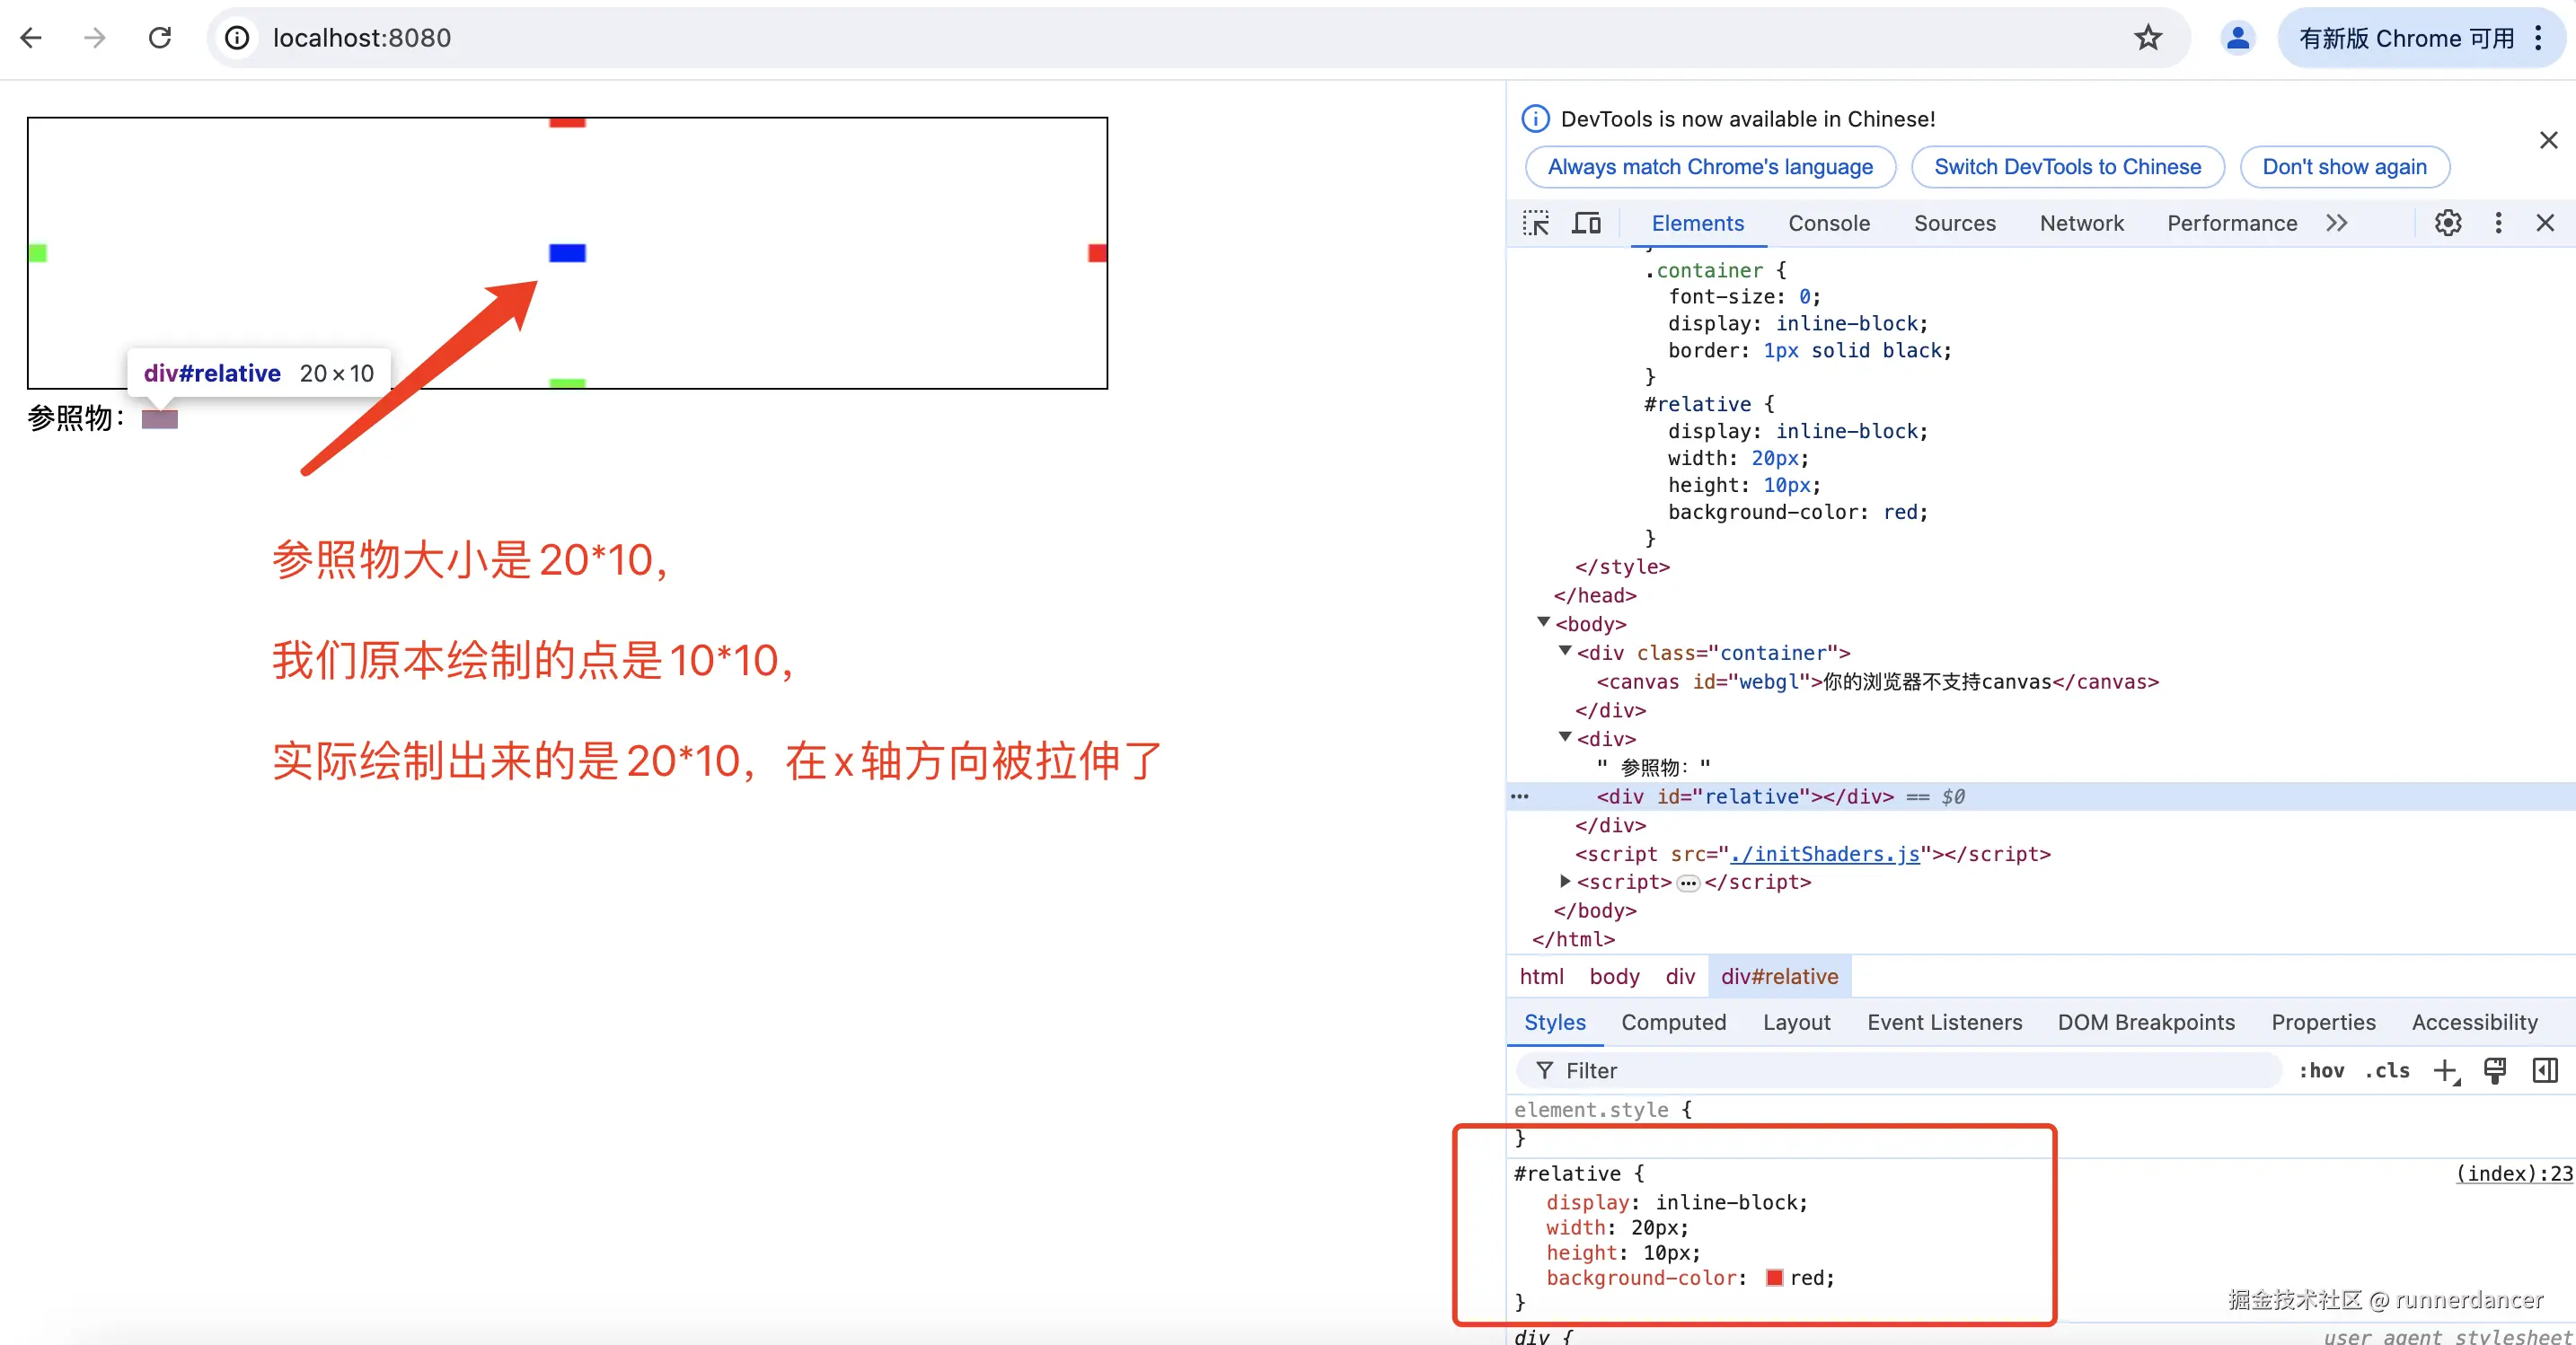 localhost:8080
有新版 Chrome 可用
DevTools is now available in Chinese!
Always match Chrome's language
Switch DevTools to Chinese
Don't show again
Elements
Console
Sources
Network
Performance
}
.container {
font-size: 0;
display: inline-block;
border: 1px solid black;
}
#relative {
display: inline-block;
width: 20px;
height: 10px;
background-color: red;
}
</style>
</head>
<body>
<div class="container">
<canvas id="webgl">你的浏览器不支持canvas</canvas>
</div>
<div>
" 参照物："
<div id="relative"></div> == $0
</div>
<script src="./initShaders.js"></script>
<script>…</script>
</body>
</html>
html body div div#relative
Styles Computed Layout Event Listeners DOM Breakpoints Properties Accessibility
Filter
:hov .cls
element.style {
}
#relative {
(index):23
display: inline-block;
width: 20px;
height: 10px;
background-color: red;
}
div {
user agent stylesheet
div#relative 20×10
参照物：
参照物大小是20*10，
我们原本绘制的点是10*10，
实际绘制出来的是20*10，在x轴方向被拉伸了
掘金技术社区 @ runnerdancer